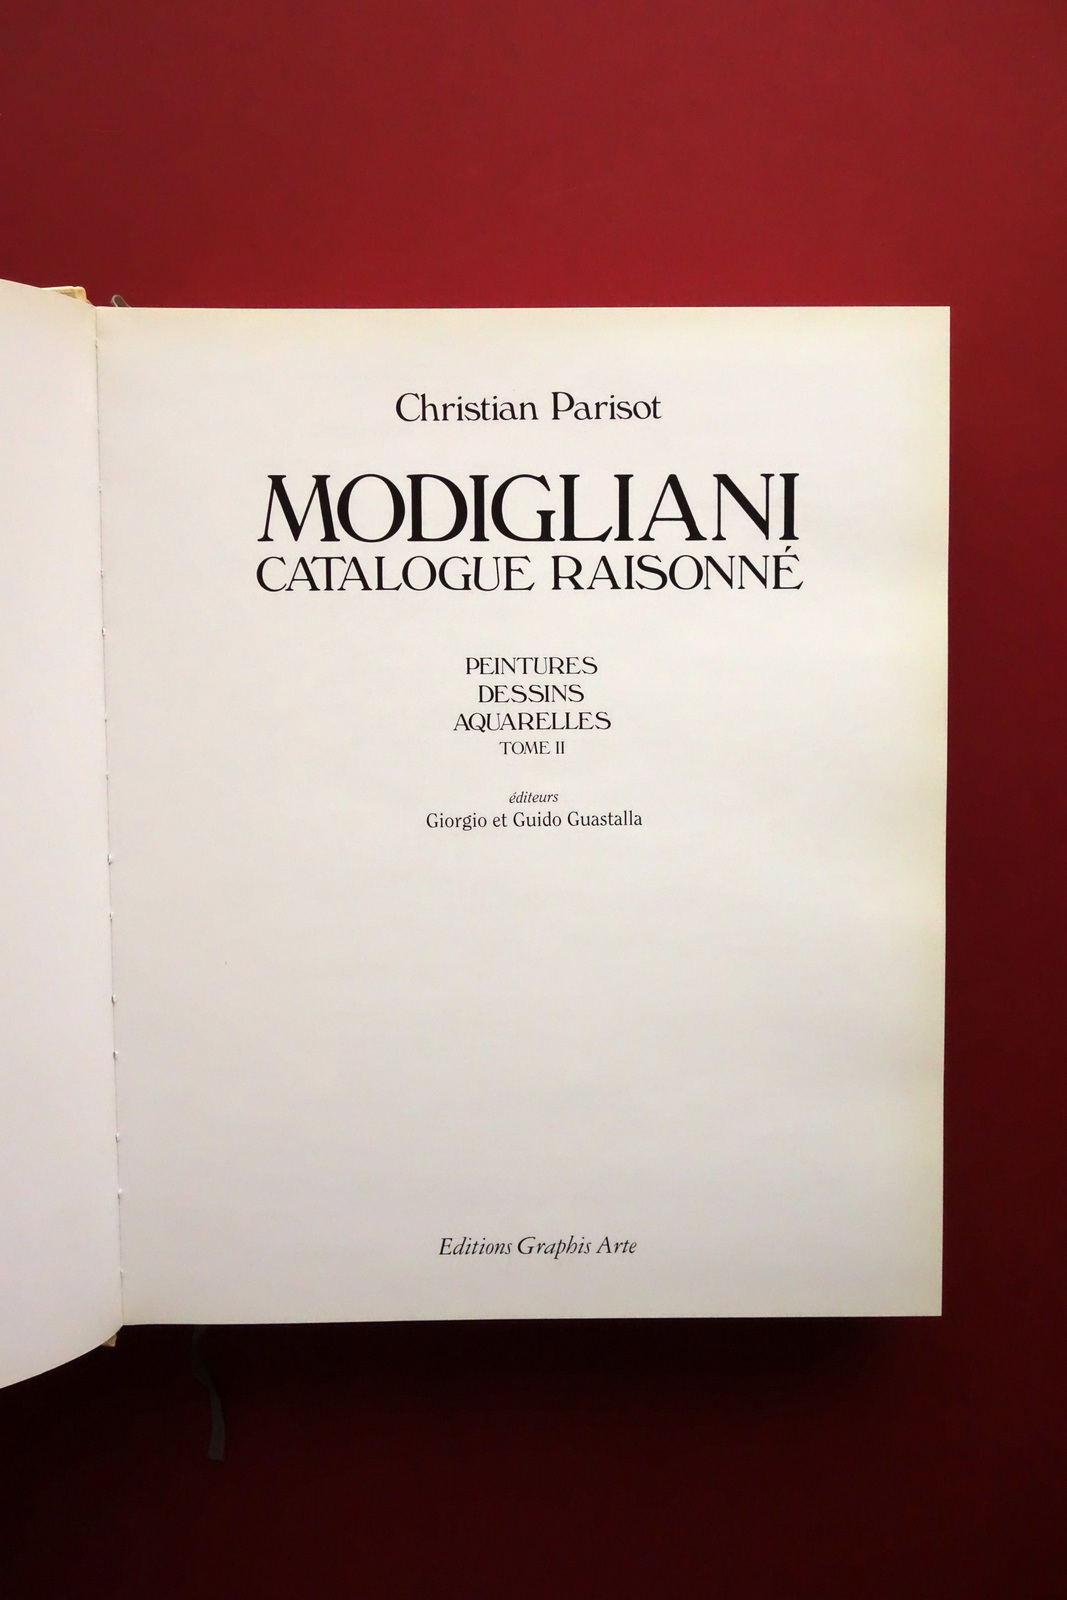 Christian Parisot
MODIGLIANI
CATALOGUE RAISONNÉ
PEINTURES
DESSINS
AQUARELLES
TOME II
éditeurs
Giorgio et Guido Guastalla
Editions Graphis Arte